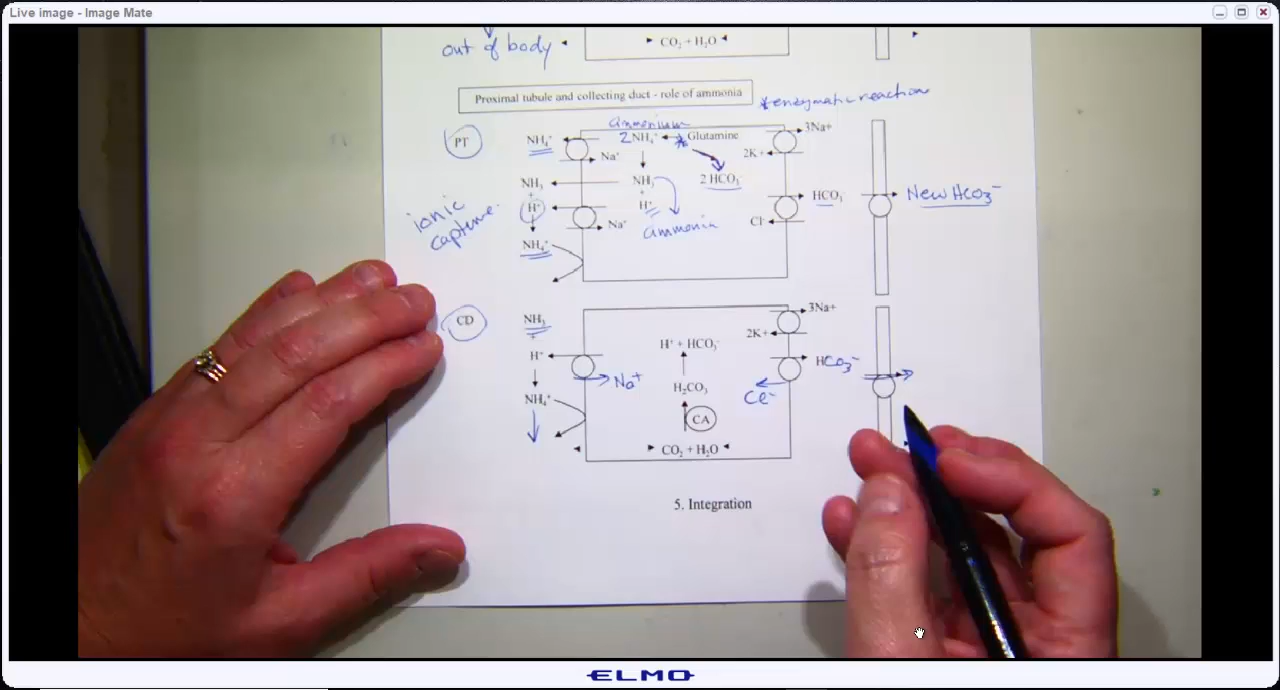 Live image - Image Mate
out of body
CO₂ + H₂O
Proximal tubule and collecting duct - role of ammonia
*enzymatic reaction
ammonium
PT
NH₄⁺
2NH₄⁺
* Glutamine
3Na+
Na⁺
2K+
NH₃
NH₃
2 HCO₃⁻
+
+
H⁺
H⁺
HCO₃⁻
New HCO₃⁻
ionic
capture
Na⁺
ammonia
Cl⁻
NH₄⁺
CD
NH₃
3Na+
+
2K+
H⁺
H⁺ + HCO₃⁻
HCO₃⁻
Na⁺
H₂CO₃
Cl⁻
NH₄⁺
CA
CO₂ + H₂O
5. Integration
ELMO